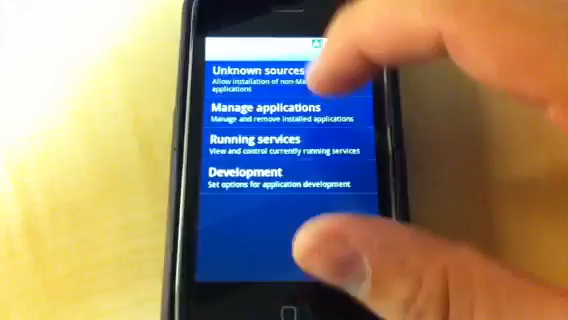 Unknown sources
Allow installation of non-
applications
Manage applications
Manage and remove installed applications
Running services
View and control currently running services
Development
Set options for application development